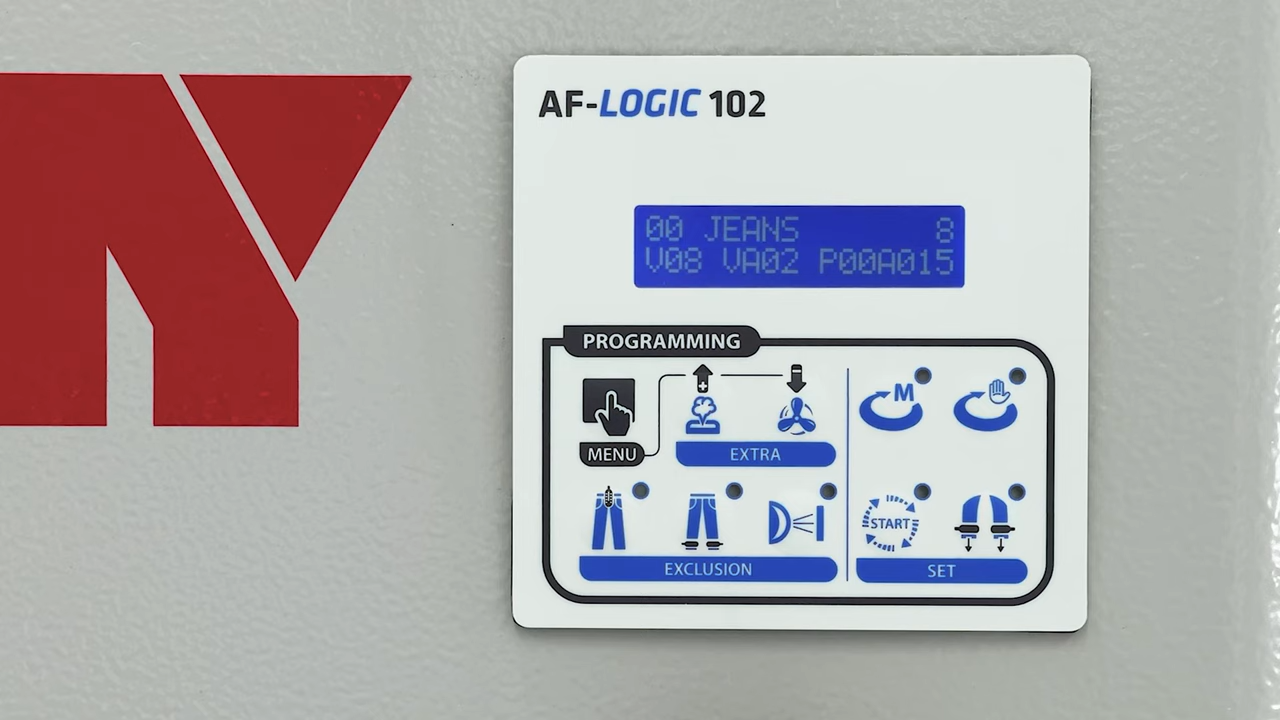 AF-LOGIC 102
00 JEANS 8
V08 VA02 P00A015
PROGRAMMING
MENU
EXTRA
M
START
EXCLUSION
SET